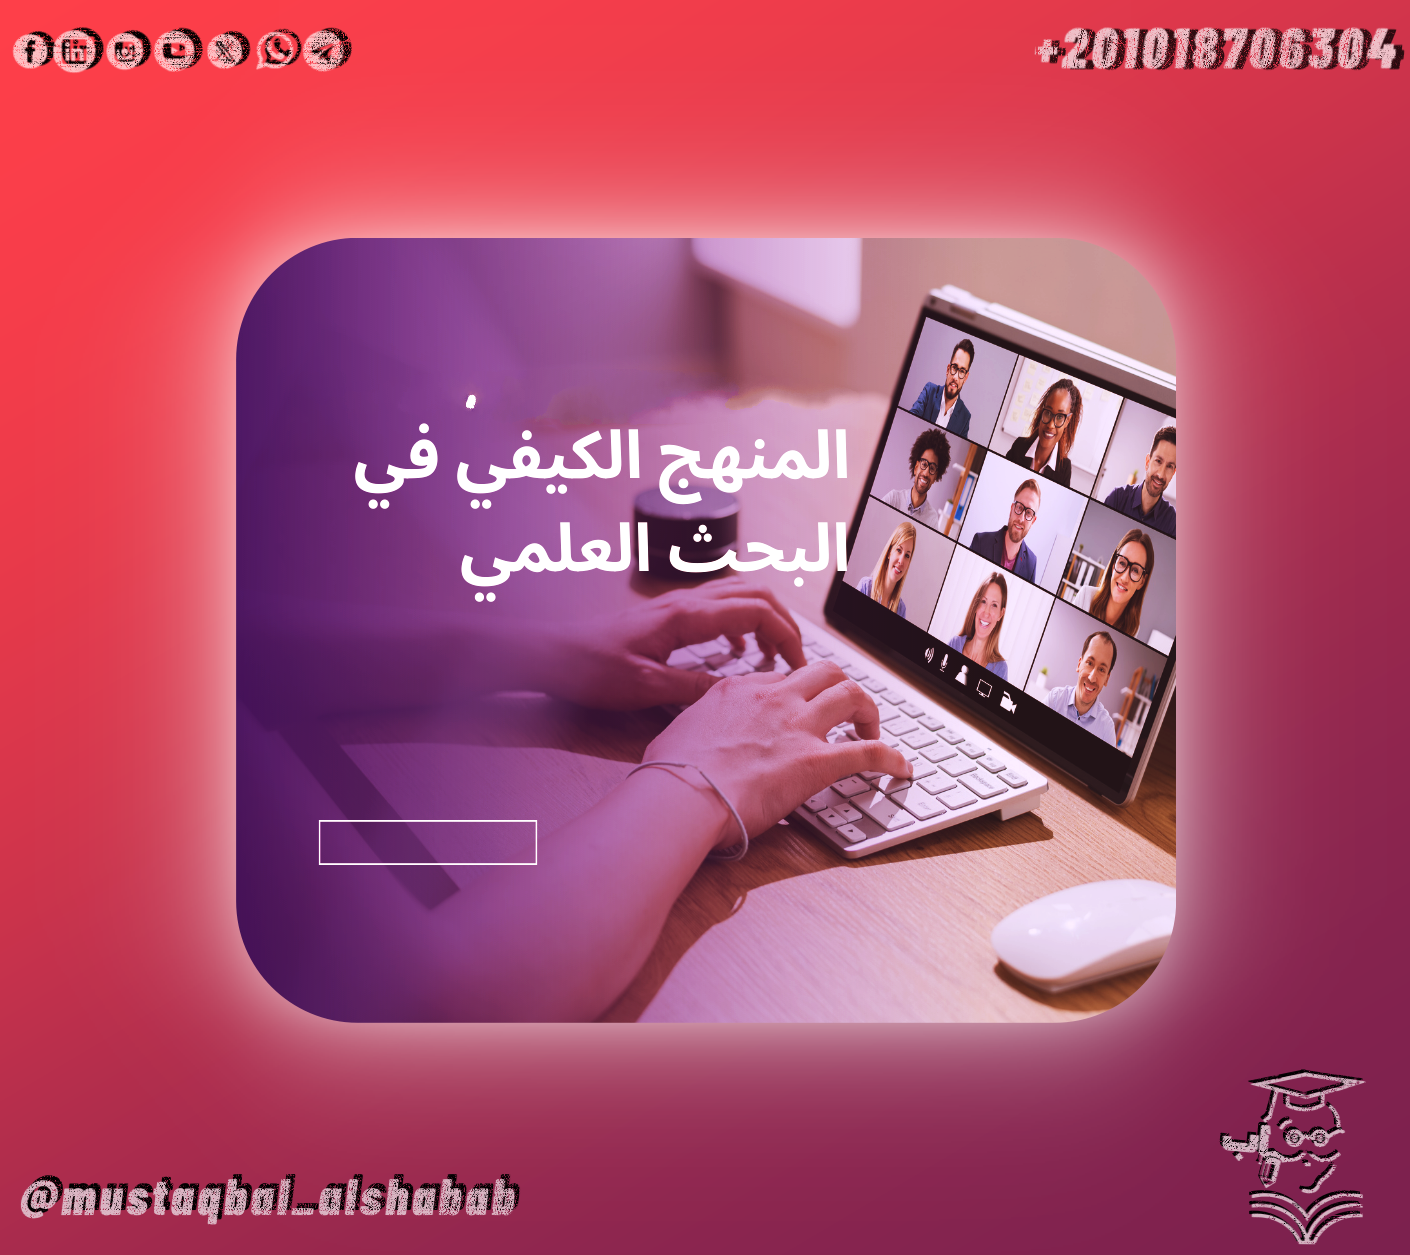 +201018706304
المنهج الكيفي في
البحث العلمي
@mustaqbal_alshabab